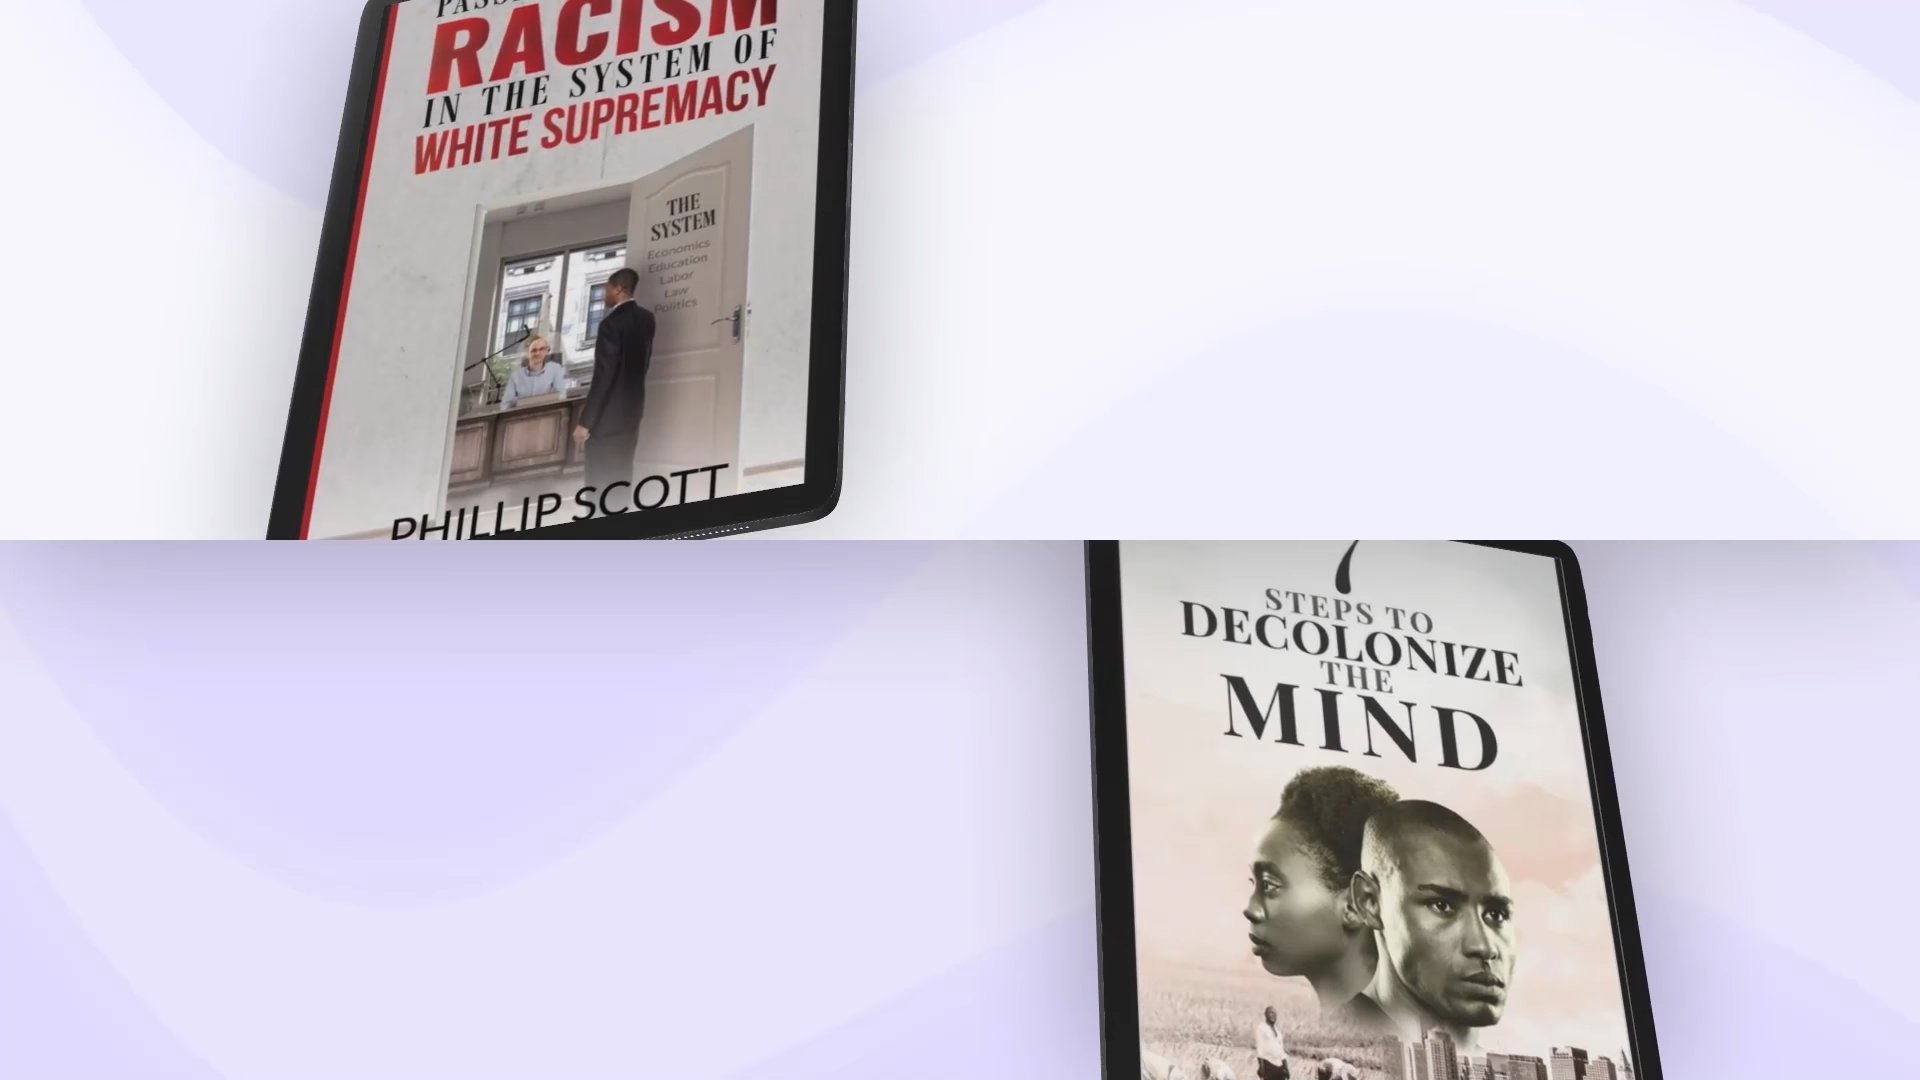 RACISM
IN THE SYSTEM OF
WHITE SUPREMACY
THE
SYSTEM
Economics
Education
Labor
Law
Politics
PHILLIP SCOTT
STEPS TO
DECOLONIZE
THE
MIND